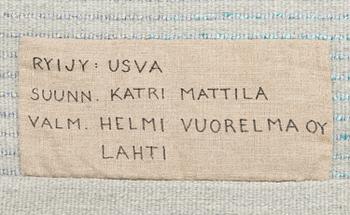 RYIJY: USVA
SUUNN. KATRI MATTILA
VALM. HELMI VUORELMA OY
LAHTI